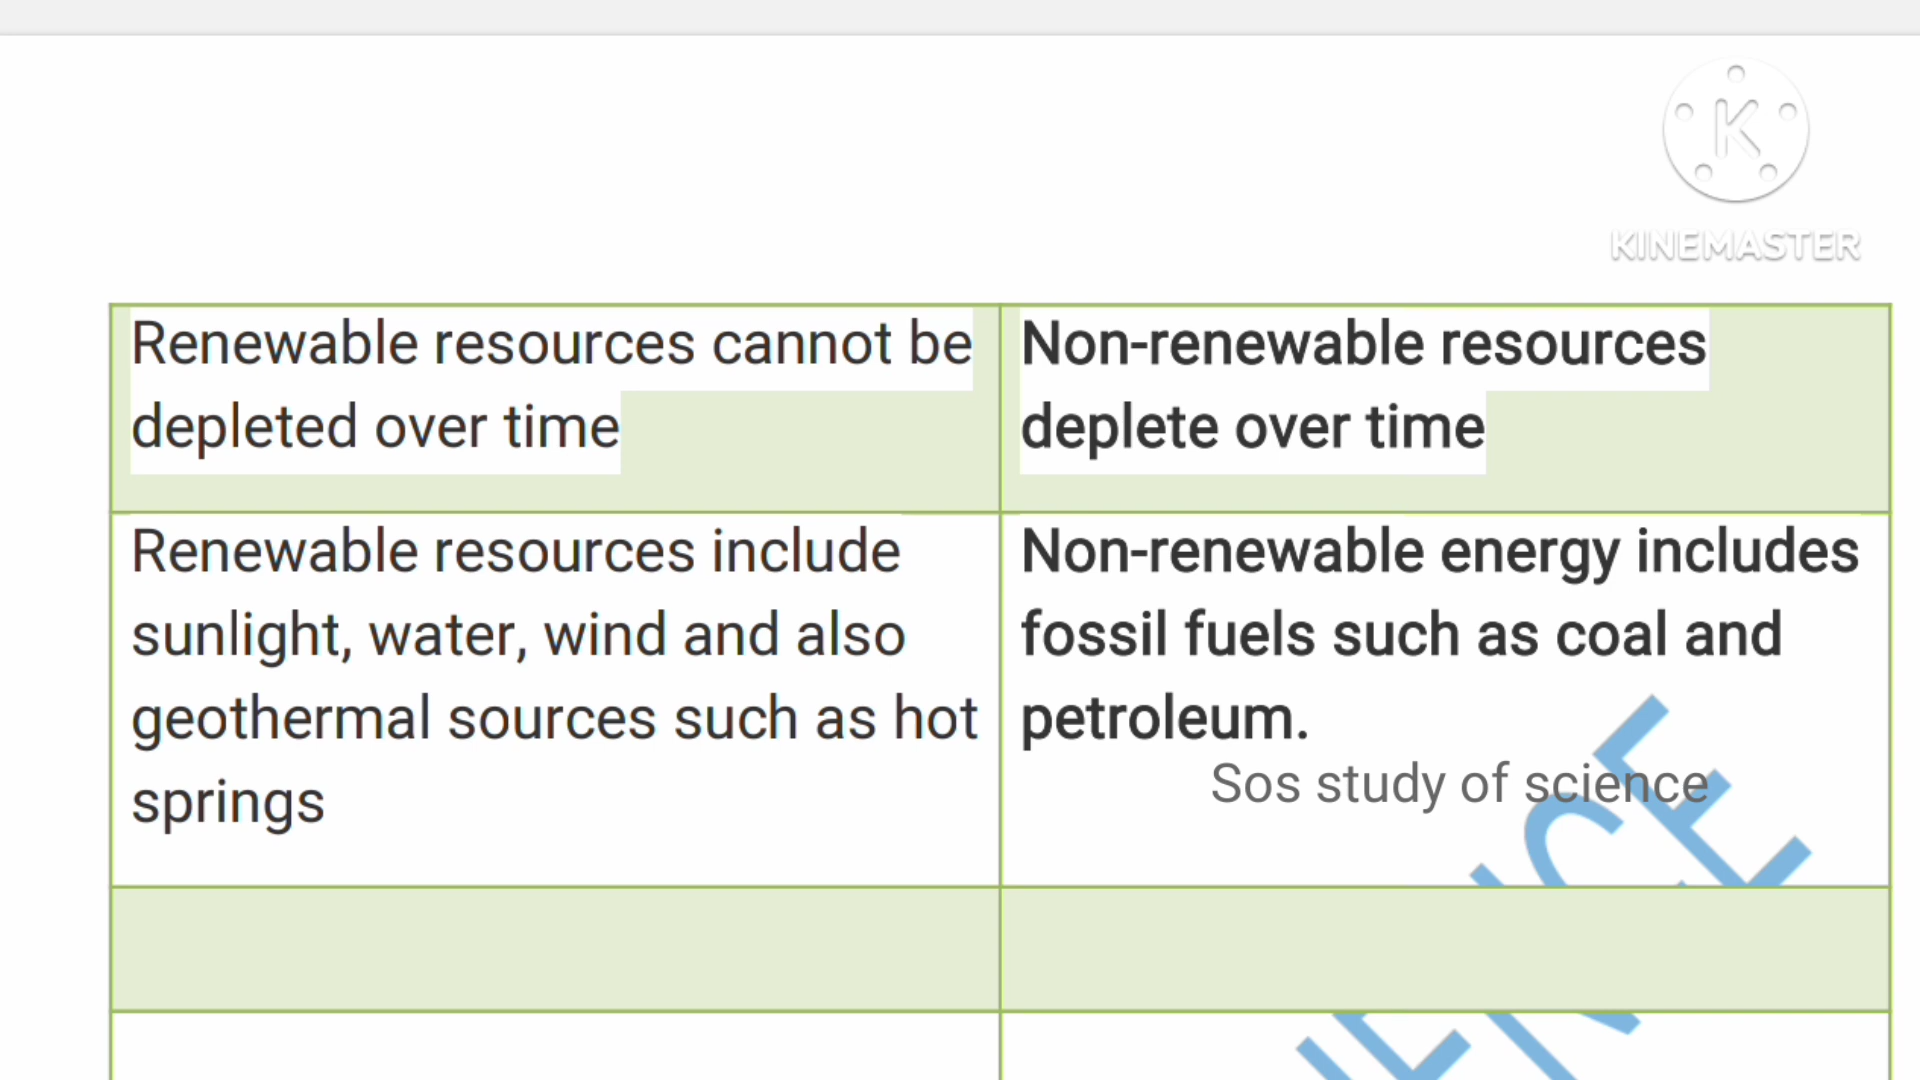 K
KINEMASTER
Renewable resources cannot be
depleted over time
Non-renewable resources
deplete over time
Renewable resources include
sunlight, water, wind and also
geothermal sources such as hot
springs
Non-renewable energy includes
fossil fuels such as coal and
petroleum.
Sos study of science